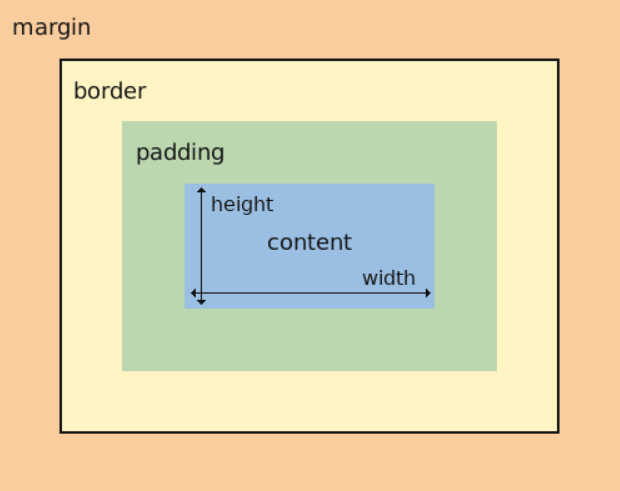 margin
border
padding
height
content
width